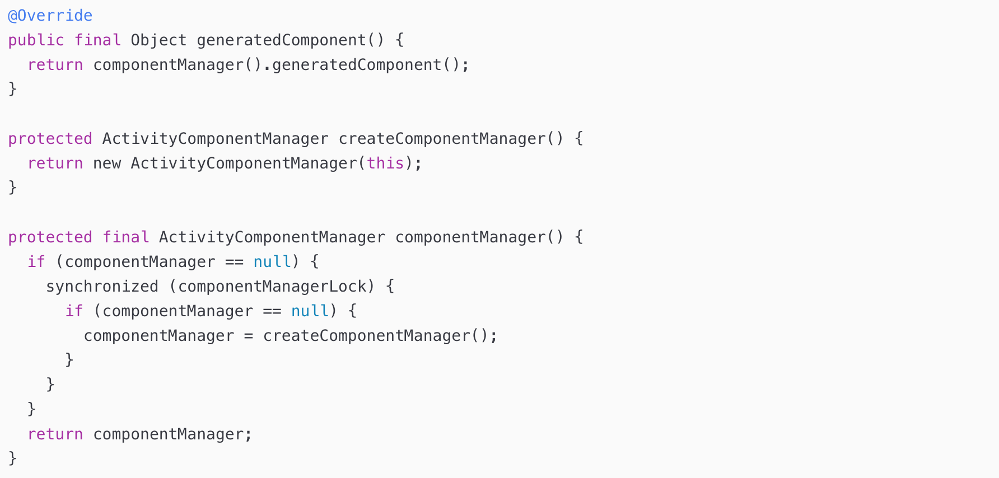 @Override
public final Object generatedComponent() {
  return componentManager().generatedComponent();
}

protected ActivityComponentManager createComponentManager() {
  return new ActivityComponentManager(this);
}

protected final ActivityComponentManager componentManager() {
  if (componentManager == null) {
    synchronized (componentManagerLock) {
      if (componentManager == null) {
        componentManager = createComponentManager();
      }
    }
  }
  return componentManager;
}